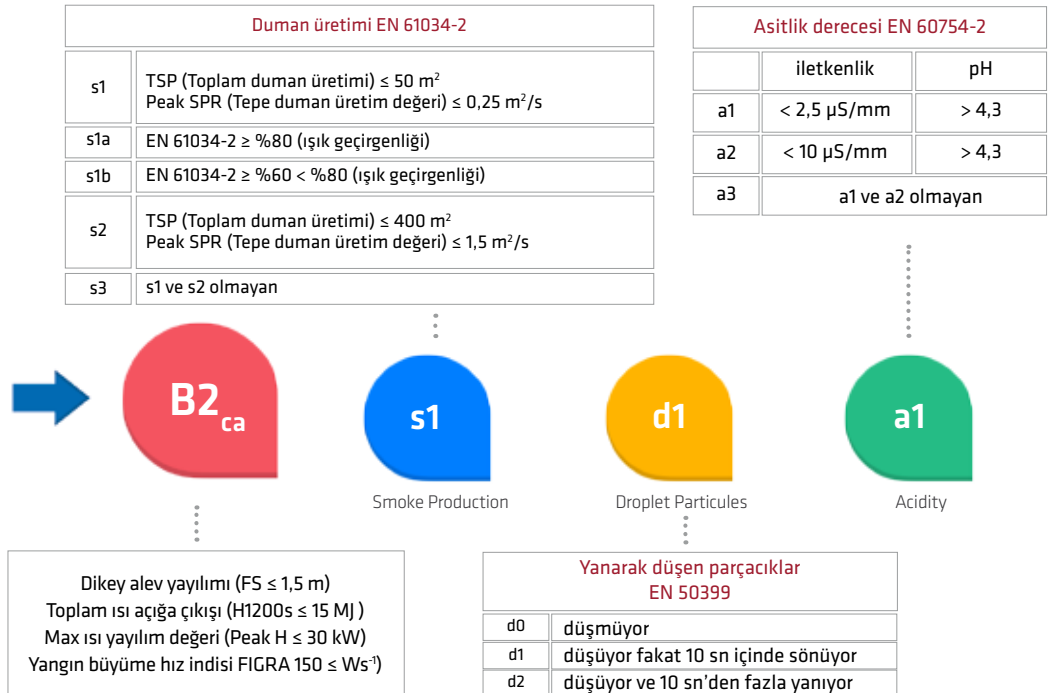 Duman üretimi EN 61034-2
s1
TSP (Toplam duman üretimi) ≤ 50 m²
Peak SPR (Tepe duman üretim değeri) ≤ 0,25 m²/s
s1a EN 61034-2 ≥ %80 (ışık geçirgenliği)
s1b EN 61034-2 ≥ %60 < %80 (ışık geçirgenliği)
s2
TSP (Toplam duman üretimi) ≤ 400 m²
Peak SPR (Tepe duman üretim değeri) ≤ 1,5 m²/s
s3 s1 ve s2 olmayan
Asitlik derecesi EN 60754-2
iletkenlik pH
a1 < 2,5 µS/mm > 4,3
a2 < 10 µS/mm > 4,3
a3 a1 ve a2 olmayan
B2ca
s1
d1
a1
Smoke Production
Droplet Particules
Acidity
Dikey alev yayılımı (FS ≤ 1,5 m)
Toplam ısı açığa çıkışı (H1200s ≤ 15 MJ )
Max ısı yayılım değeri (Peak H ≤ 30 kW)
Yangın büyüme hız indisi FIGRA 150 ≤ Ws⁻¹)
Yanarak düşen parçacıklar
EN 50399
d0 düşmüyor
d1 düşüyor fakat 10 sn içinde sönüyor
d2 düşüyor ve 10 sn'den fazla yanıyor